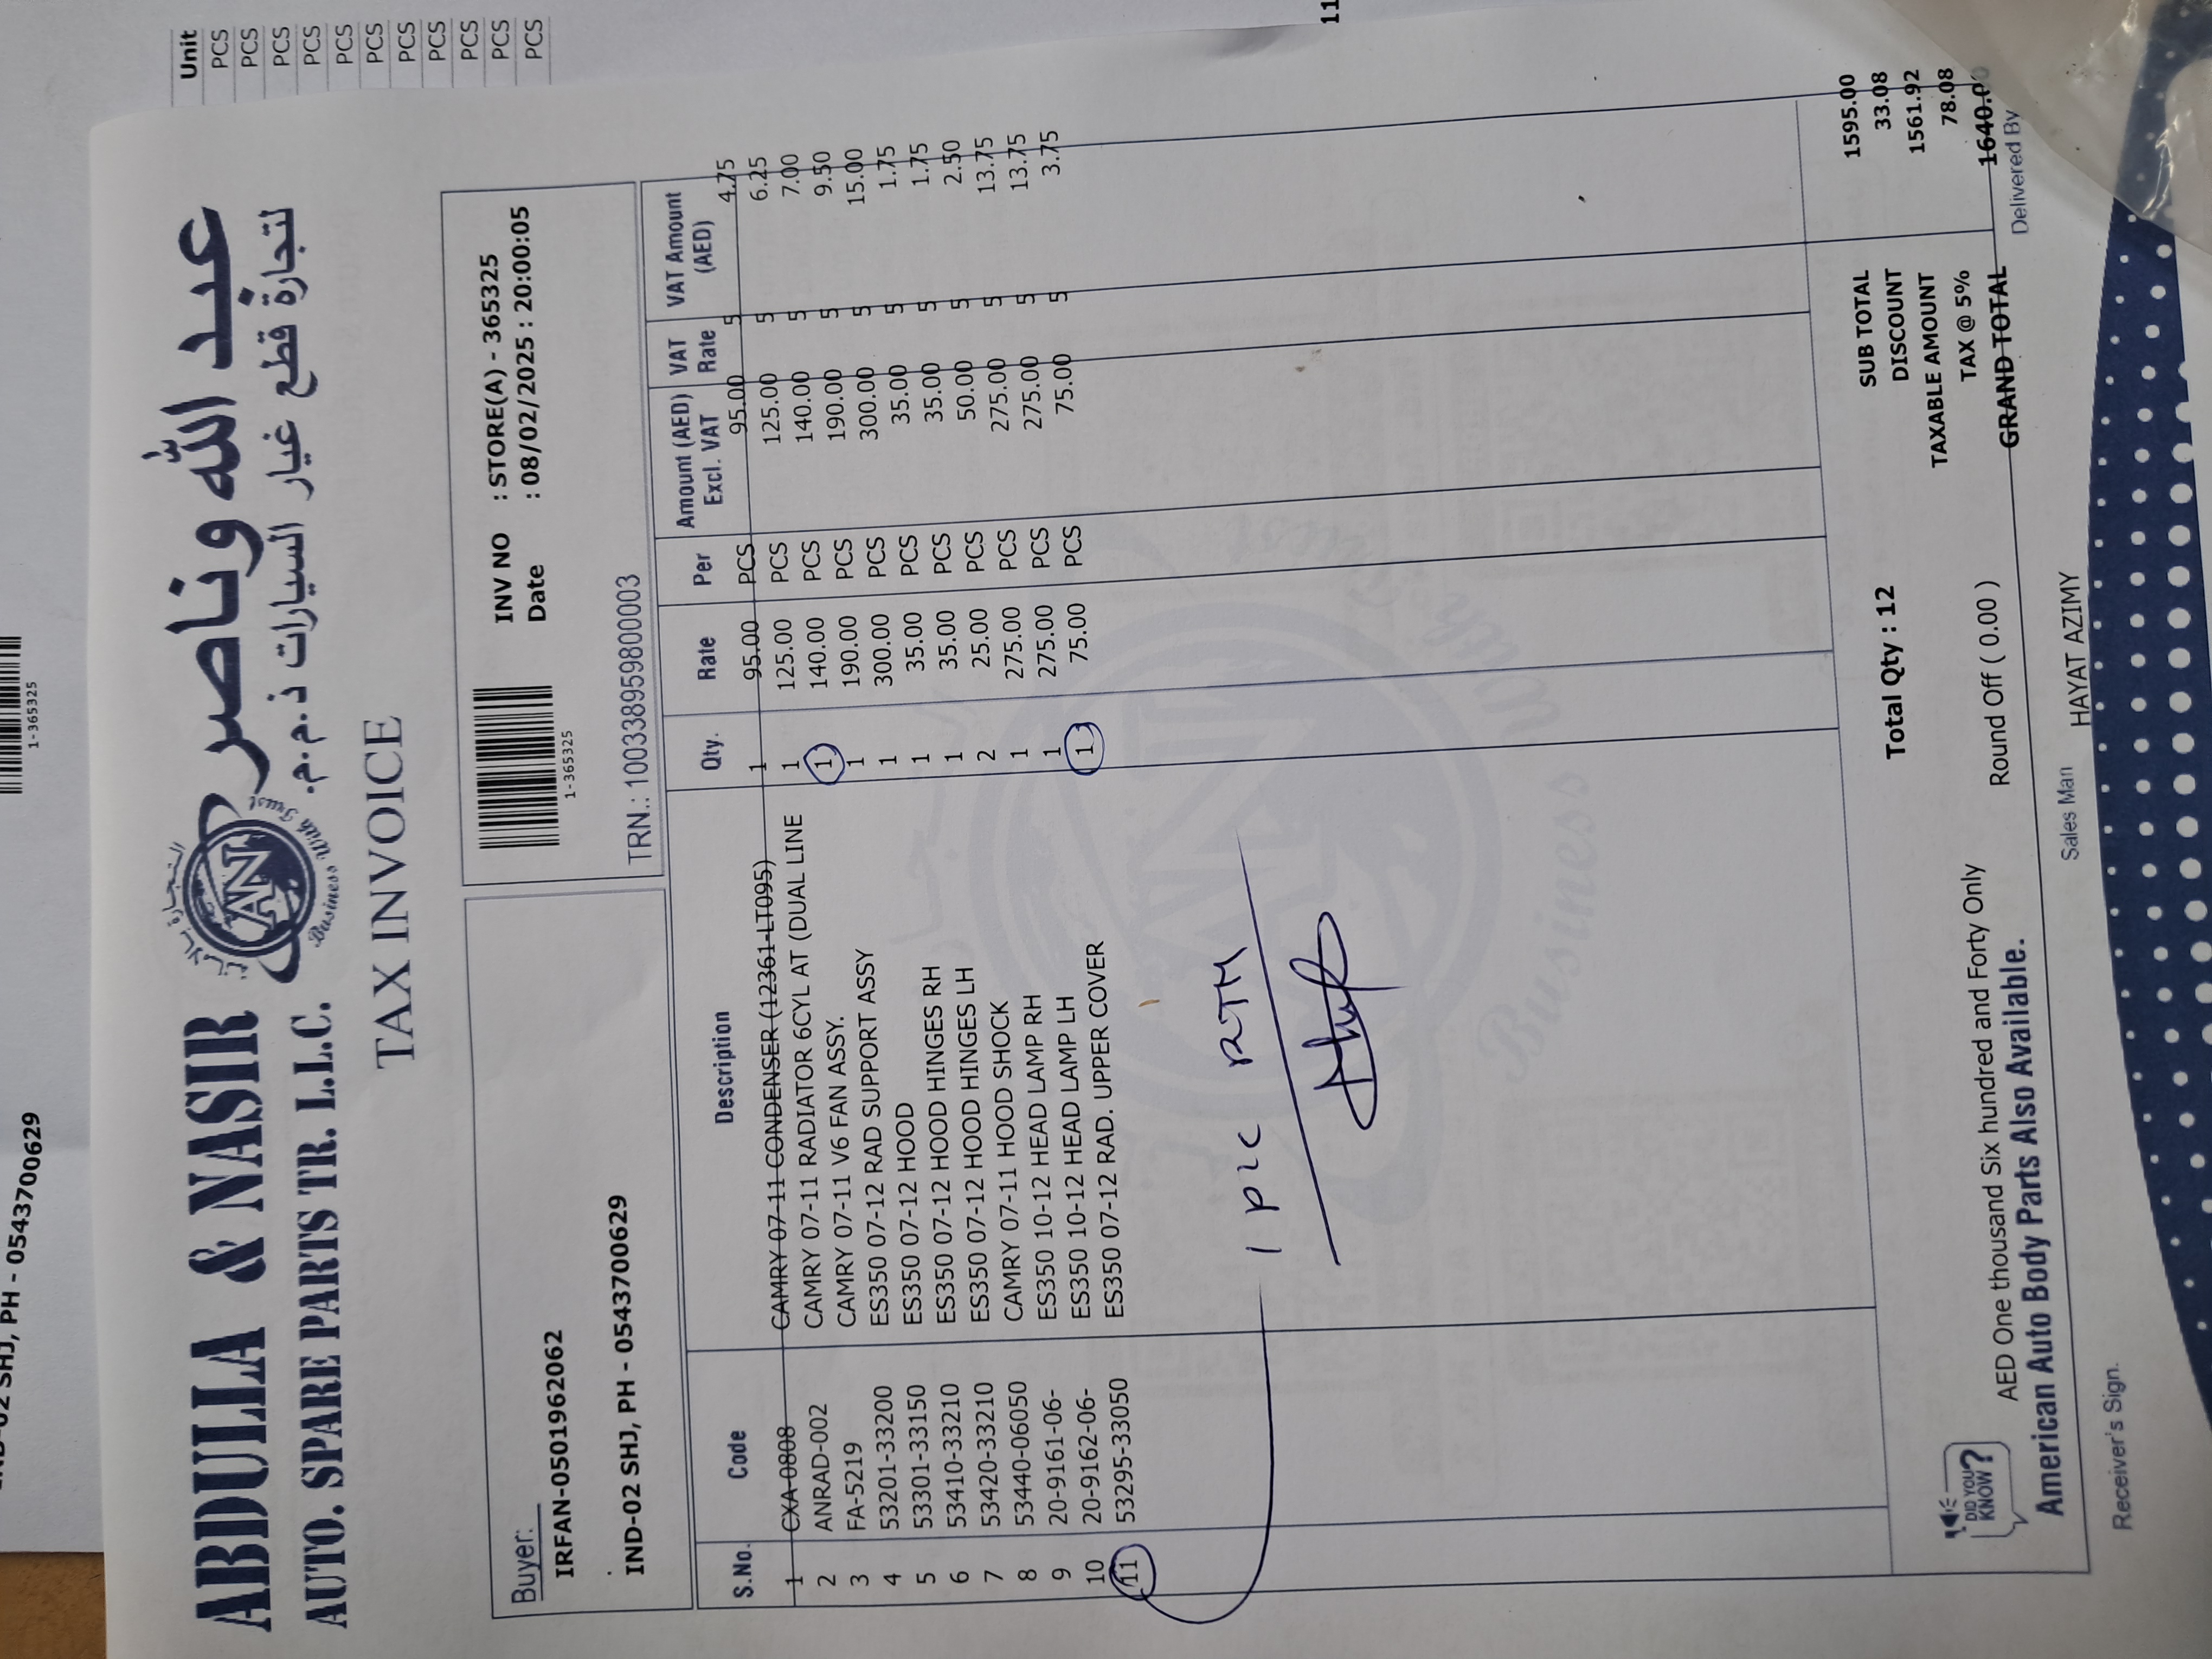 IND-02 SHJ, PH - 0543700629
1-365325
Unit
PCS
PCS
PCS
PCS
PCS
PCS
PCS
PCS
PCS
PCS
PCS
11
ABDULLA & NASIR
AUTO. SPARE PARTS TR. L.L.C.
AN
Business With Trust
عبد الله وناصر
لتجارة قطع غيار السيارات ذ.م.م.
TAX INVOICE
Buyer:
IRFAN-0501962062
IND-02 SHJ, PH - 0543700629
1-365325
INV NO : STORE(A) - 365325
Date : 08/02/2025 : 20:00:05
TRN.: 100338959800003
S.No. Code Description Qty. Rate Per Amount (AED) Excl. VAT VAT Rate VAT Amount (AED)
1 CXA-0808 CAMRY 07-11 CONDENSER (12361-LT095) 1 95.00 PCS 95.00 5 4.75
2 ANRAD-002 CAMRY 07-11 RADIATOR 6CYL AT (DUAL LINE 1 125.00 PCS 125.00 5 6.25
3 FA-5219 CAMRY 07-11 V6 FAN ASSY. 1 140.00 PCS 140.00 5 7.00
4 53201-33200 ES350 07-12 RAD SUPPORT ASSY 1 190.00 PCS 190.00 5 9.50
5 53301-33150 ES350 07-12 HOOD 1 300.00 PCS 300.00 5 15.00
6 53410-33210 ES350 07-12 HOOD HINGES RH 1 35.00 PCS 35.00 5 1.75
7 53420-33210 ES350 07-12 HOOD HINGES LH 1 35.00 PCS 35.00 5 1.75
8 53440-06050 CAMRY 07-11 HOOD SHOCK 2 25.00 PCS 50.00 5 2.50
9 20-9161-06- ES350 10-12 HEAD LAMP RH 1 275.00 PCS 275.00 5 13.75
10 20-9162-06- ES350 10-12 HEAD LAMP LH 1 275.00 PCS 275.00 5 13.75
11 53295-33050 ES350 07-12 RAD. UPPER COVER 1 75.00 PCS 75.00 5 3.75
1 pic RTM
Business With Trust
SUB TOTAL 1595.00
Total Qty : 12 DISCOUNT 33.08
TAXABLE AMOUNT 1561.92
TAX @ 5% 78.08
DID YOU KNOW?
AED One thousand Six hundred and Forty Only Round Off ( 0.00 ) GRAND TOTAL 1640.00
American Auto Body Parts Also Available.
Receiver's Sign. Sales Man HAYAT AZIMY Delivered By